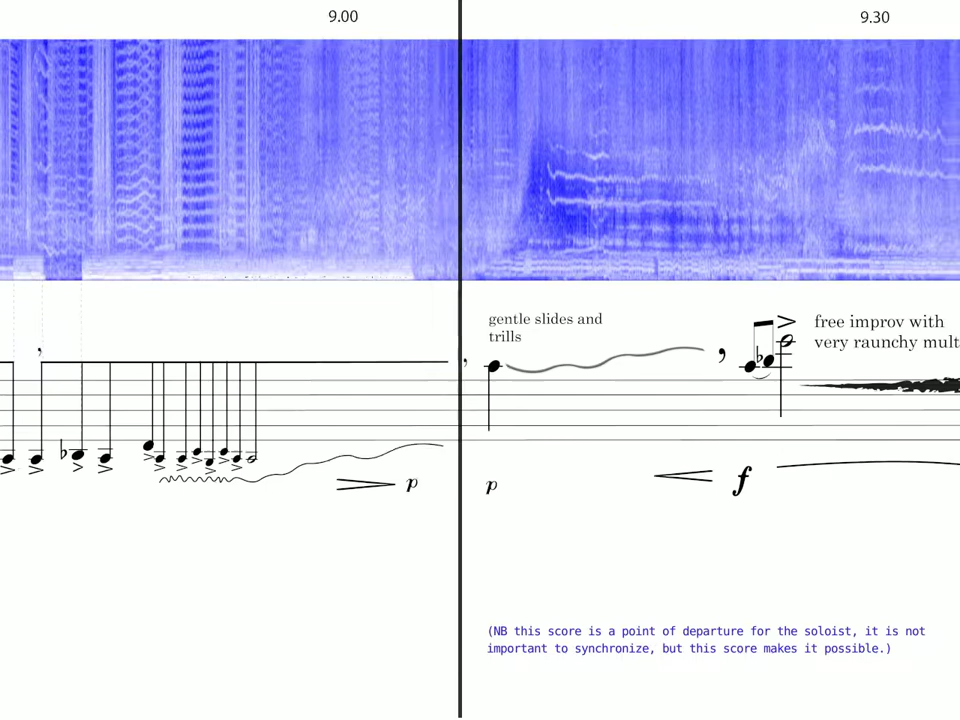 9.00
9.30
gentle slides and
trills
free improv with
very raunchy mult
p
p
f
(NB this score is a point of departure for the soloist, it is not
important to synchronize, but this score makes it possible.)